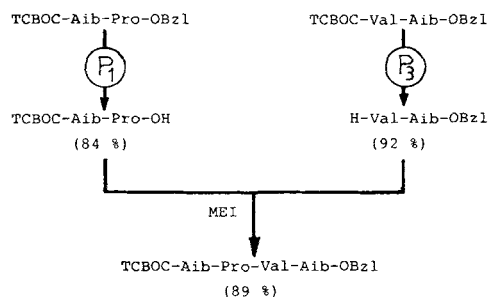 TCBOC-Aib-Pro-OBzl
TCBOC-Val-Aib-OBzl
P1
P3
TCBOC-Aib-Pro-OH
H-Val-Aib-OBzl
(84 %)
(92 %)
MEI
TCBOC-Aib-Pro-Val-Aib-OBzl
(89 %)